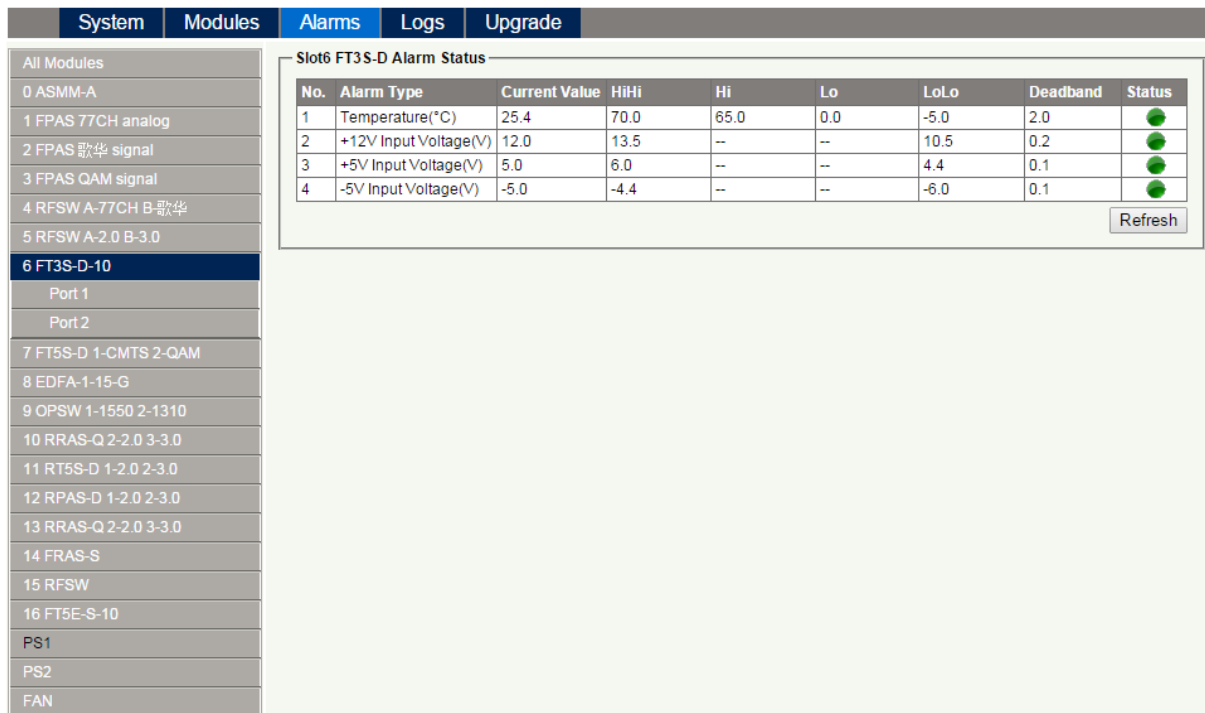 System Modules Alarms Logs Upgrade
All Modules
0 ASMM-A
1 FPAS 77CH analog
2 FPAS 歌华 signal
3 FPAS QAM signal
4 RFSW A-77CH B-歌华
5 RFSW A-2.0 B-3.0
6 FT3S-D-10
Port 1
Port 2
7 FT5S-D 1-CMTS 2-QAM
8 EDFA-1-15-G
9 OPSW 1-1550 2-1310
10 RRAS-Q 2-2.0 3-3.0
11 RT5S-D 1-2.0 2-3.0
12 RPAS-D 1-2.0 2-3.0
13 RRAS-Q 2-2.0 3-3.0
14 FRAS-S
15 RFSW
16 FT5E-S-10
PS1
PS2
FAN
Slot6 FT3S-D Alarm Status
No. Alarm Type Current Value HiHi Hi Lo LoLo Deadband Status
1 Temperature(°C) 25.4 70.0 65.0 0.0 -5.0 2.0
2 +12V Input Voltage(V) 12.0 13.5 -- -- 10.5 0.2
3 +5V Input Voltage(V) 5.0 6.0 -- -- 4.4 0.1
4 -5V Input Voltage(V) -5.0 -4.4 -- -- -6.0 0.1
Refresh